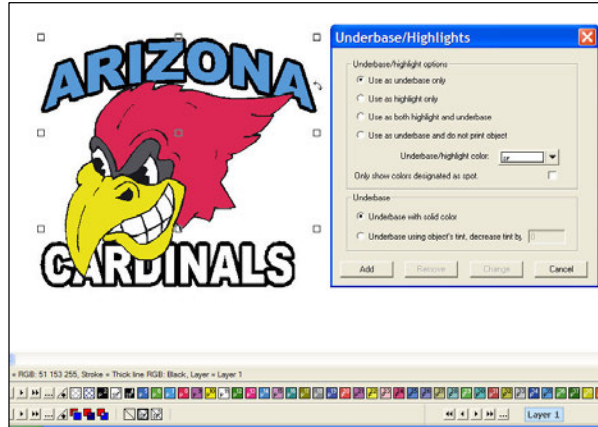 ARIZONA
CARDINALS
Underbase/Highlights
Underbase/highlight options
Use as underbase only
Use as highlight only
Use as both highlight and underbase
Use as underbase and do not print object
Underbase/highlight color:
Only show colors designated as spot.
Underbase
Underbase with solid color
Underbase using object's tint, decrease tint by
Add
Remove
Change
Cancel
= RGB: 51 153 255, Stroke = Thick line RGB: Black, Layer = Layer 1
Layer 1